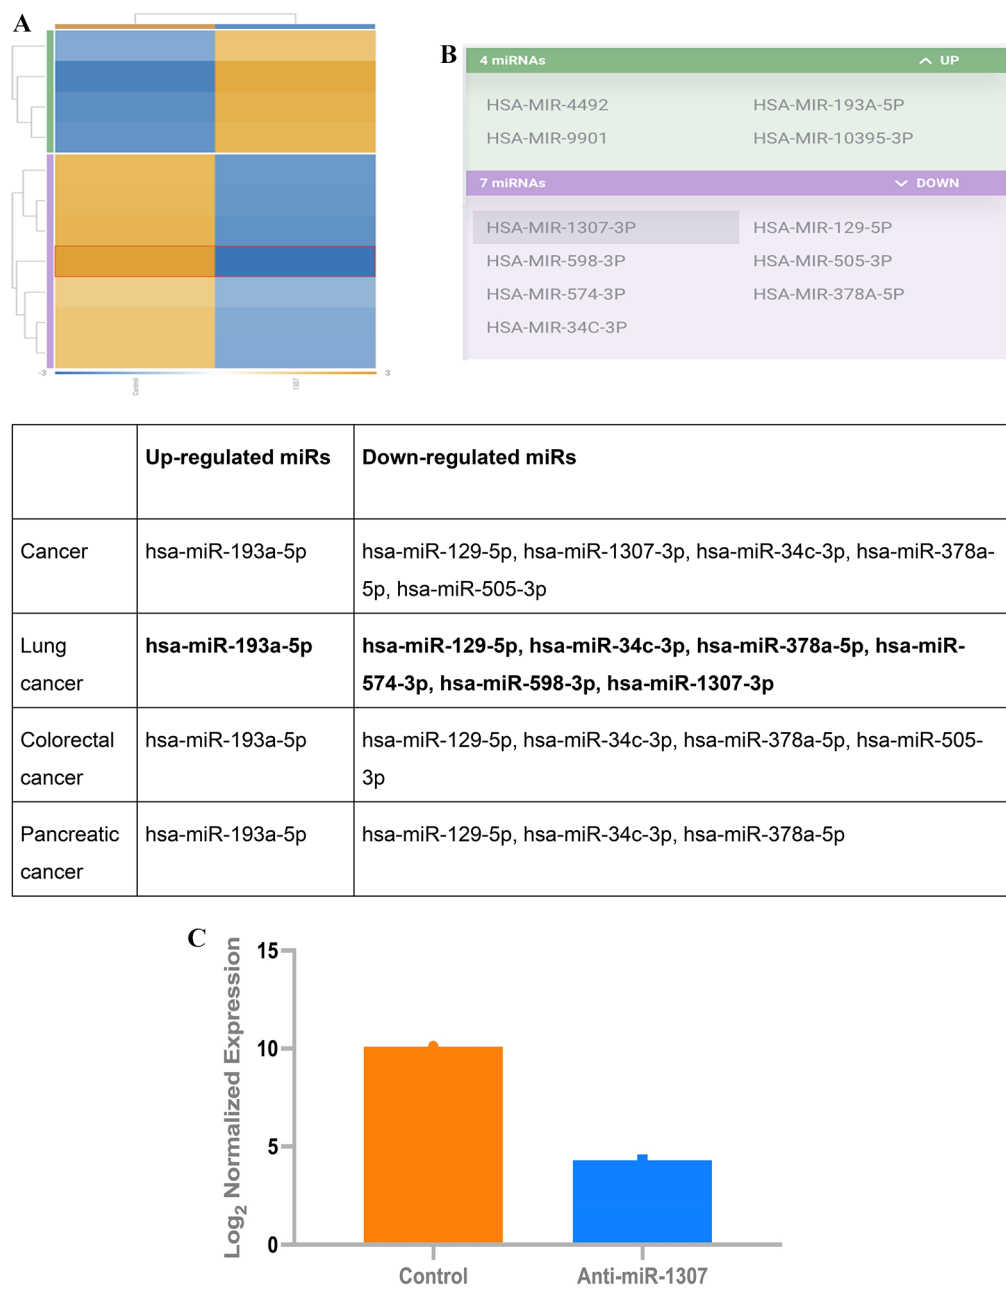 A
-3
3
Control
1307
B
4 miRNAs
UP
HSA-MIR-4492
HSA-MIR-193A-5P
HSA-MIR-9901
HSA-MIR-10395-3P
7 miRNAs
DOWN
HSA-MIR-1307-3P
HSA-MIR-129-5P
HSA-MIR-598-3P
HSA-MIR-505-3P
HSA-MIR-574-3P
HSA-MIR-378A-5P
HSA-MIR-34C-3P
Up-regulated miRs
Down-regulated miRs
Cancer
hsa-miR-193a-5p
hsa-miR-129-5p, hsa-miR-1307-3p, hsa-miR-34c-3p, hsa-miR-378a-
5p, hsa-miR-505-3p
Lung
cancer
hsa-miR-193a-5p
hsa-miR-129-5p, hsa-miR-34c-3p, hsa-miR-378a-5p, hsa-miR-
574-3p, hsa-miR-598-3p, hsa-miR-1307-3p
Colorectal
cancer
hsa-miR-193a-5p
hsa-miR-129-5p, hsa-miR-34c-3p, hsa-miR-378a-5p, hsa-miR-505-
3p
Pancreatic
cancer
hsa-miR-193a-5p
hsa-miR-129-5p, hsa-miR-34c-3p, hsa-miR-378a-5p
C
Log₂ Normalized Expression
15
10
5
0
Control
Anti-miR-1307